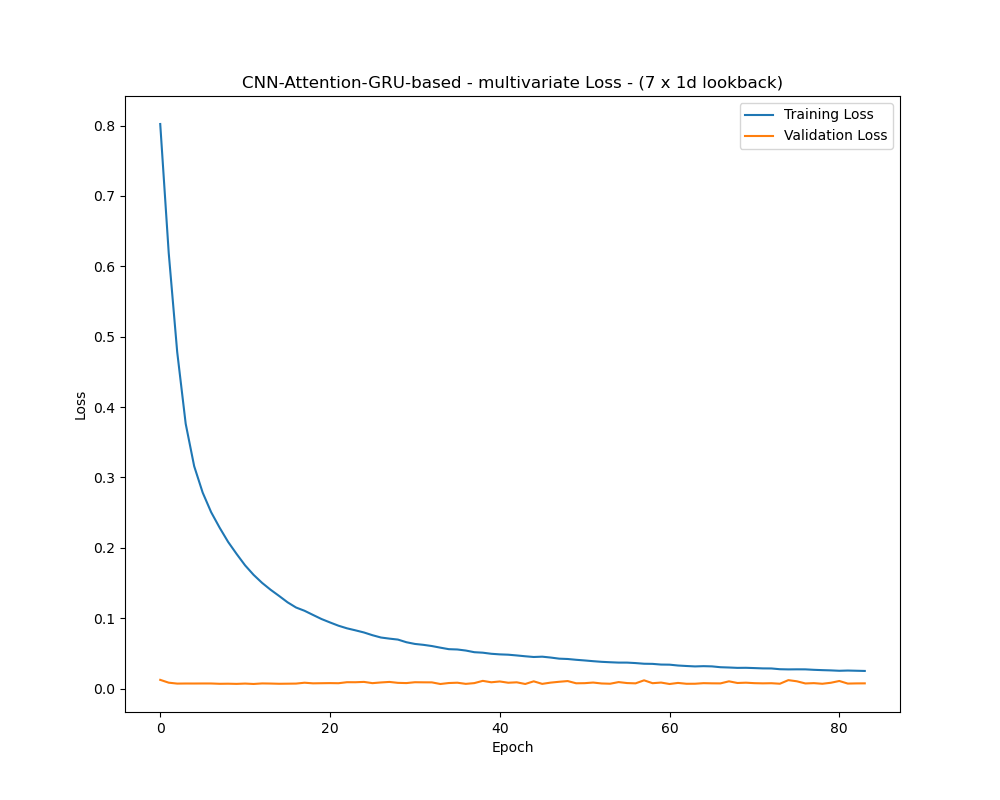 CNN-Attention-GRU-based - multivariate Loss - (7 x 1d lookback)
Training Loss
Validation Loss
0.8
0.7
0.6
0.5
0.4
0.3
0.2
0.1
0.0
Loss
0 20 40 60 80
Epoch